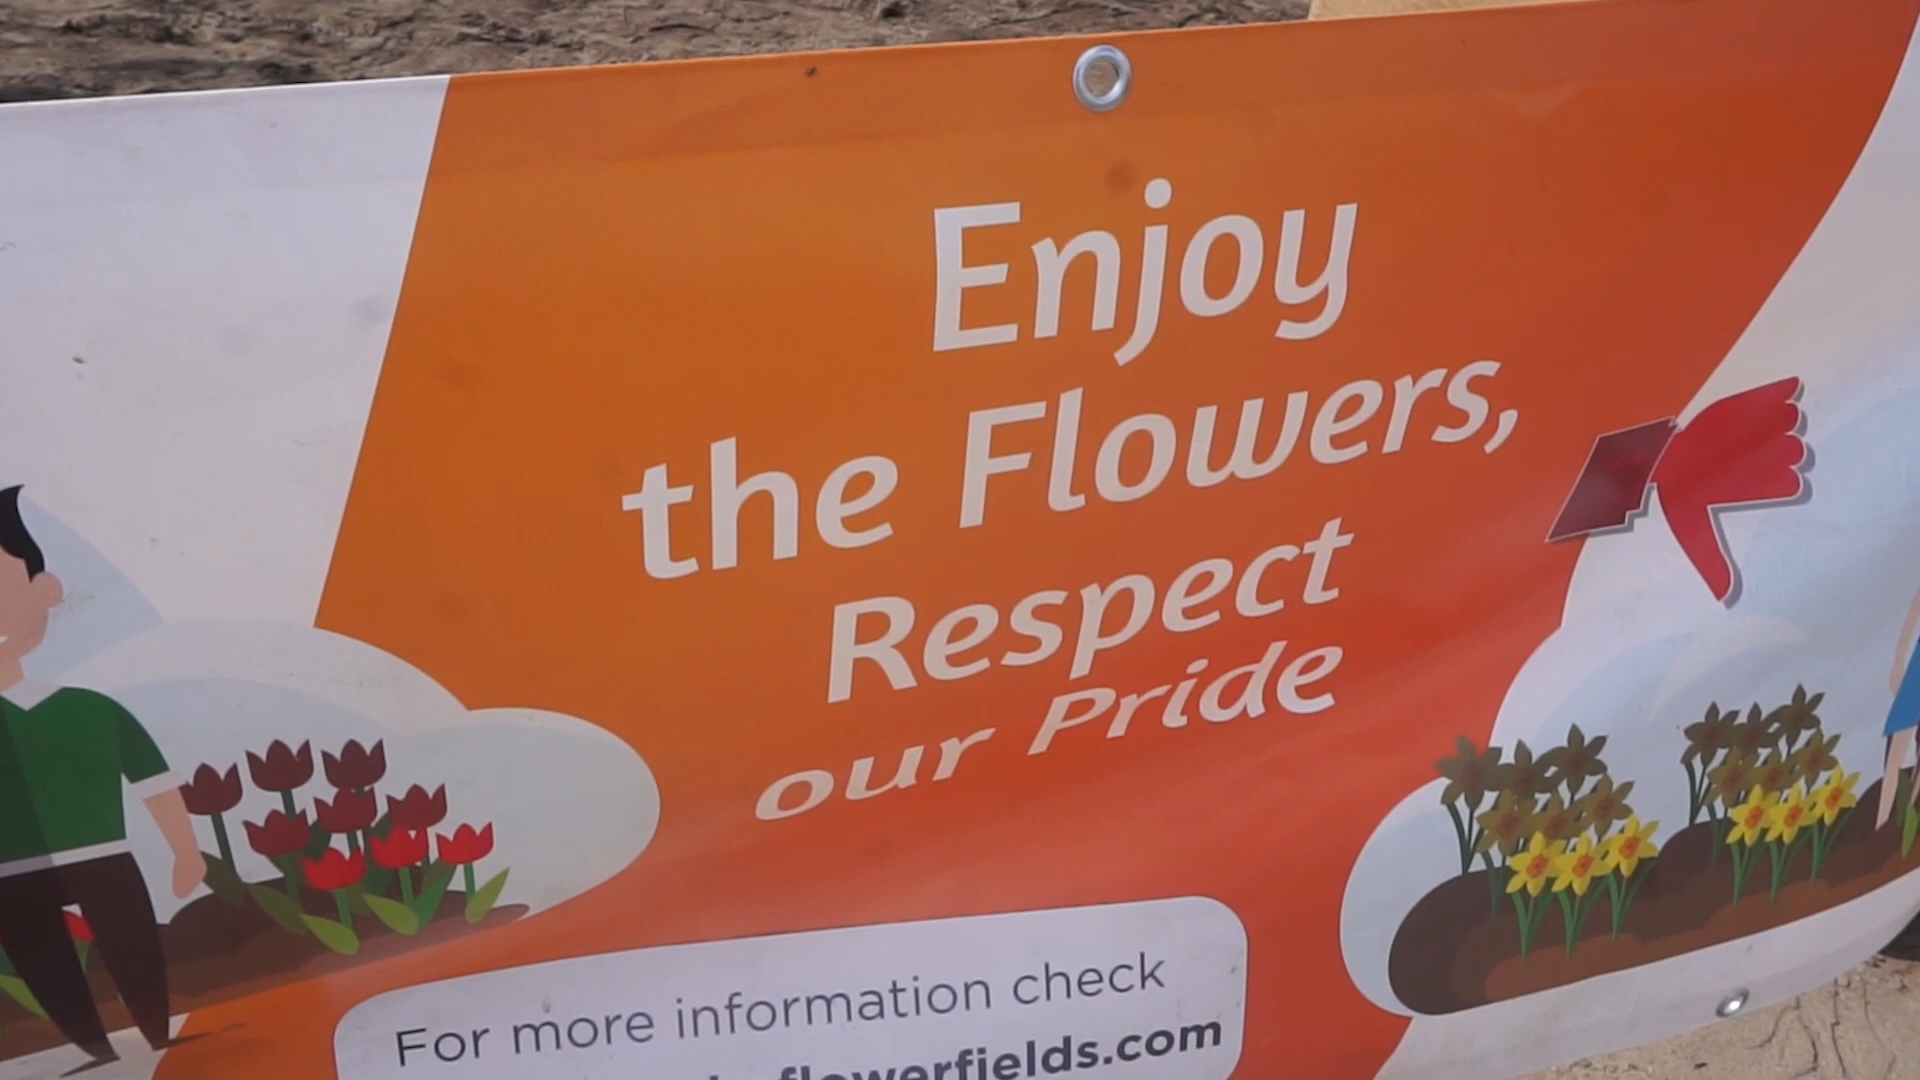 Enjoy
the Flowers,
Respect
our Pride
For more information check
flowerfields.com